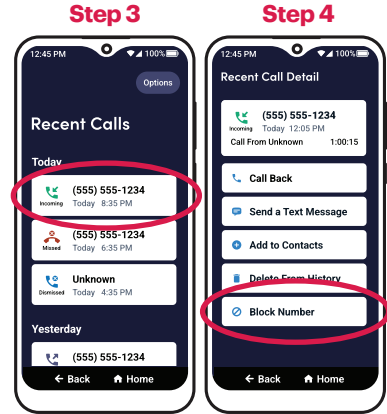 Step 3
12:45 PM 100%
Options
Recent Calls
Today
(555) 555-1234
Incoming Today 8:35 PM
(555) 555-1234
Missed Today 6:35 PM
Unknown
Dismissed Today 4:35 PM
Yesterday
(555) 555-1234
Back Home
Step 4
12:45 PM 100%
Recent Call Detail
(555) 555-1234
Incoming Today 12:05 PM
Call From Unknown 1:00:15
Call Back
Send a Text Message
Add to Contacts
Delete From History
Block Number
Back Home